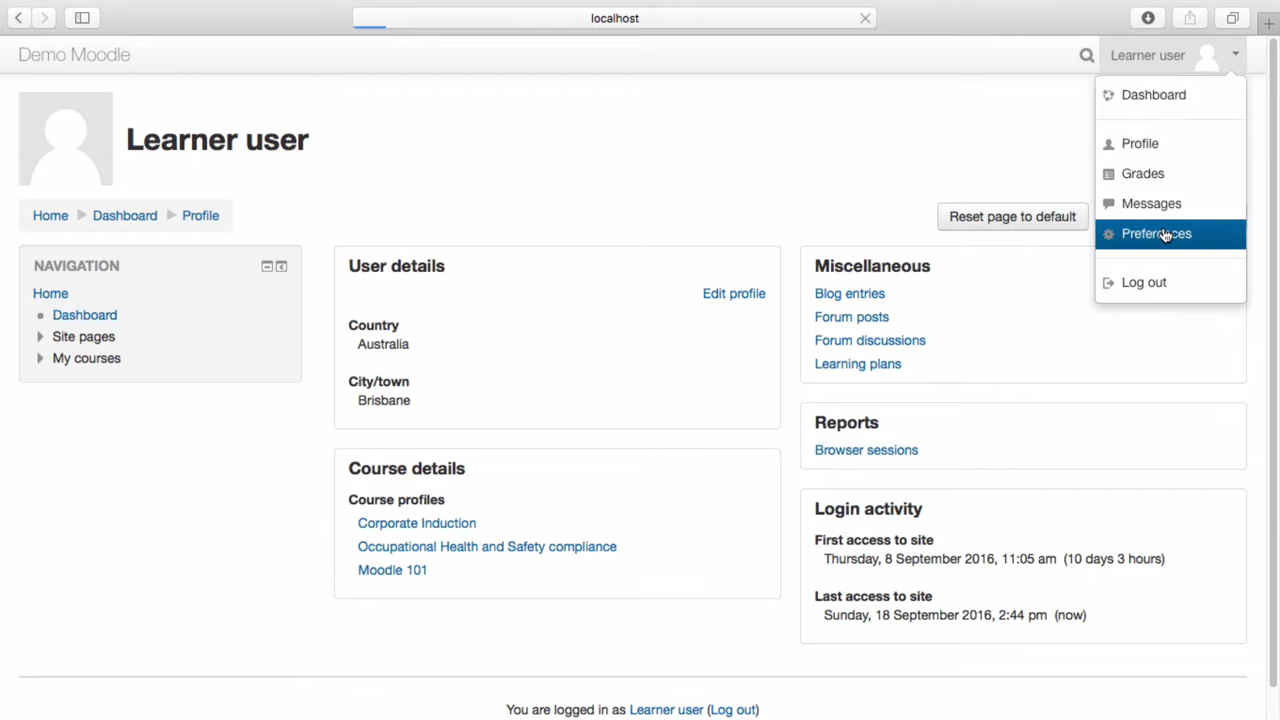 localhost
Demo Moodle
Learner user
Dashboard
Profile
Grades
Messages
Preferences
Log out
Learner user
Home Dashboard Profile
Reset page to default
NAVIGATION
Home
Dashboard
Site pages
My courses
User details
Edit profile
Country
Australia
City/town
Brisbane
Course details
Course profiles
Corporate Induction
Occupational Health and Safety compliance
Moodle 101
Miscellaneous
Blog entries
Forum posts
Forum discussions
Learning plans
Reports
Browser sessions
Login activity
First access to site
Thursday, 8 September 2016, 11:05 am (10 days 3 hours)
Last access to site
Sunday, 18 September 2016, 2:44 pm (now)
You are logged in as Learner user (Log out)